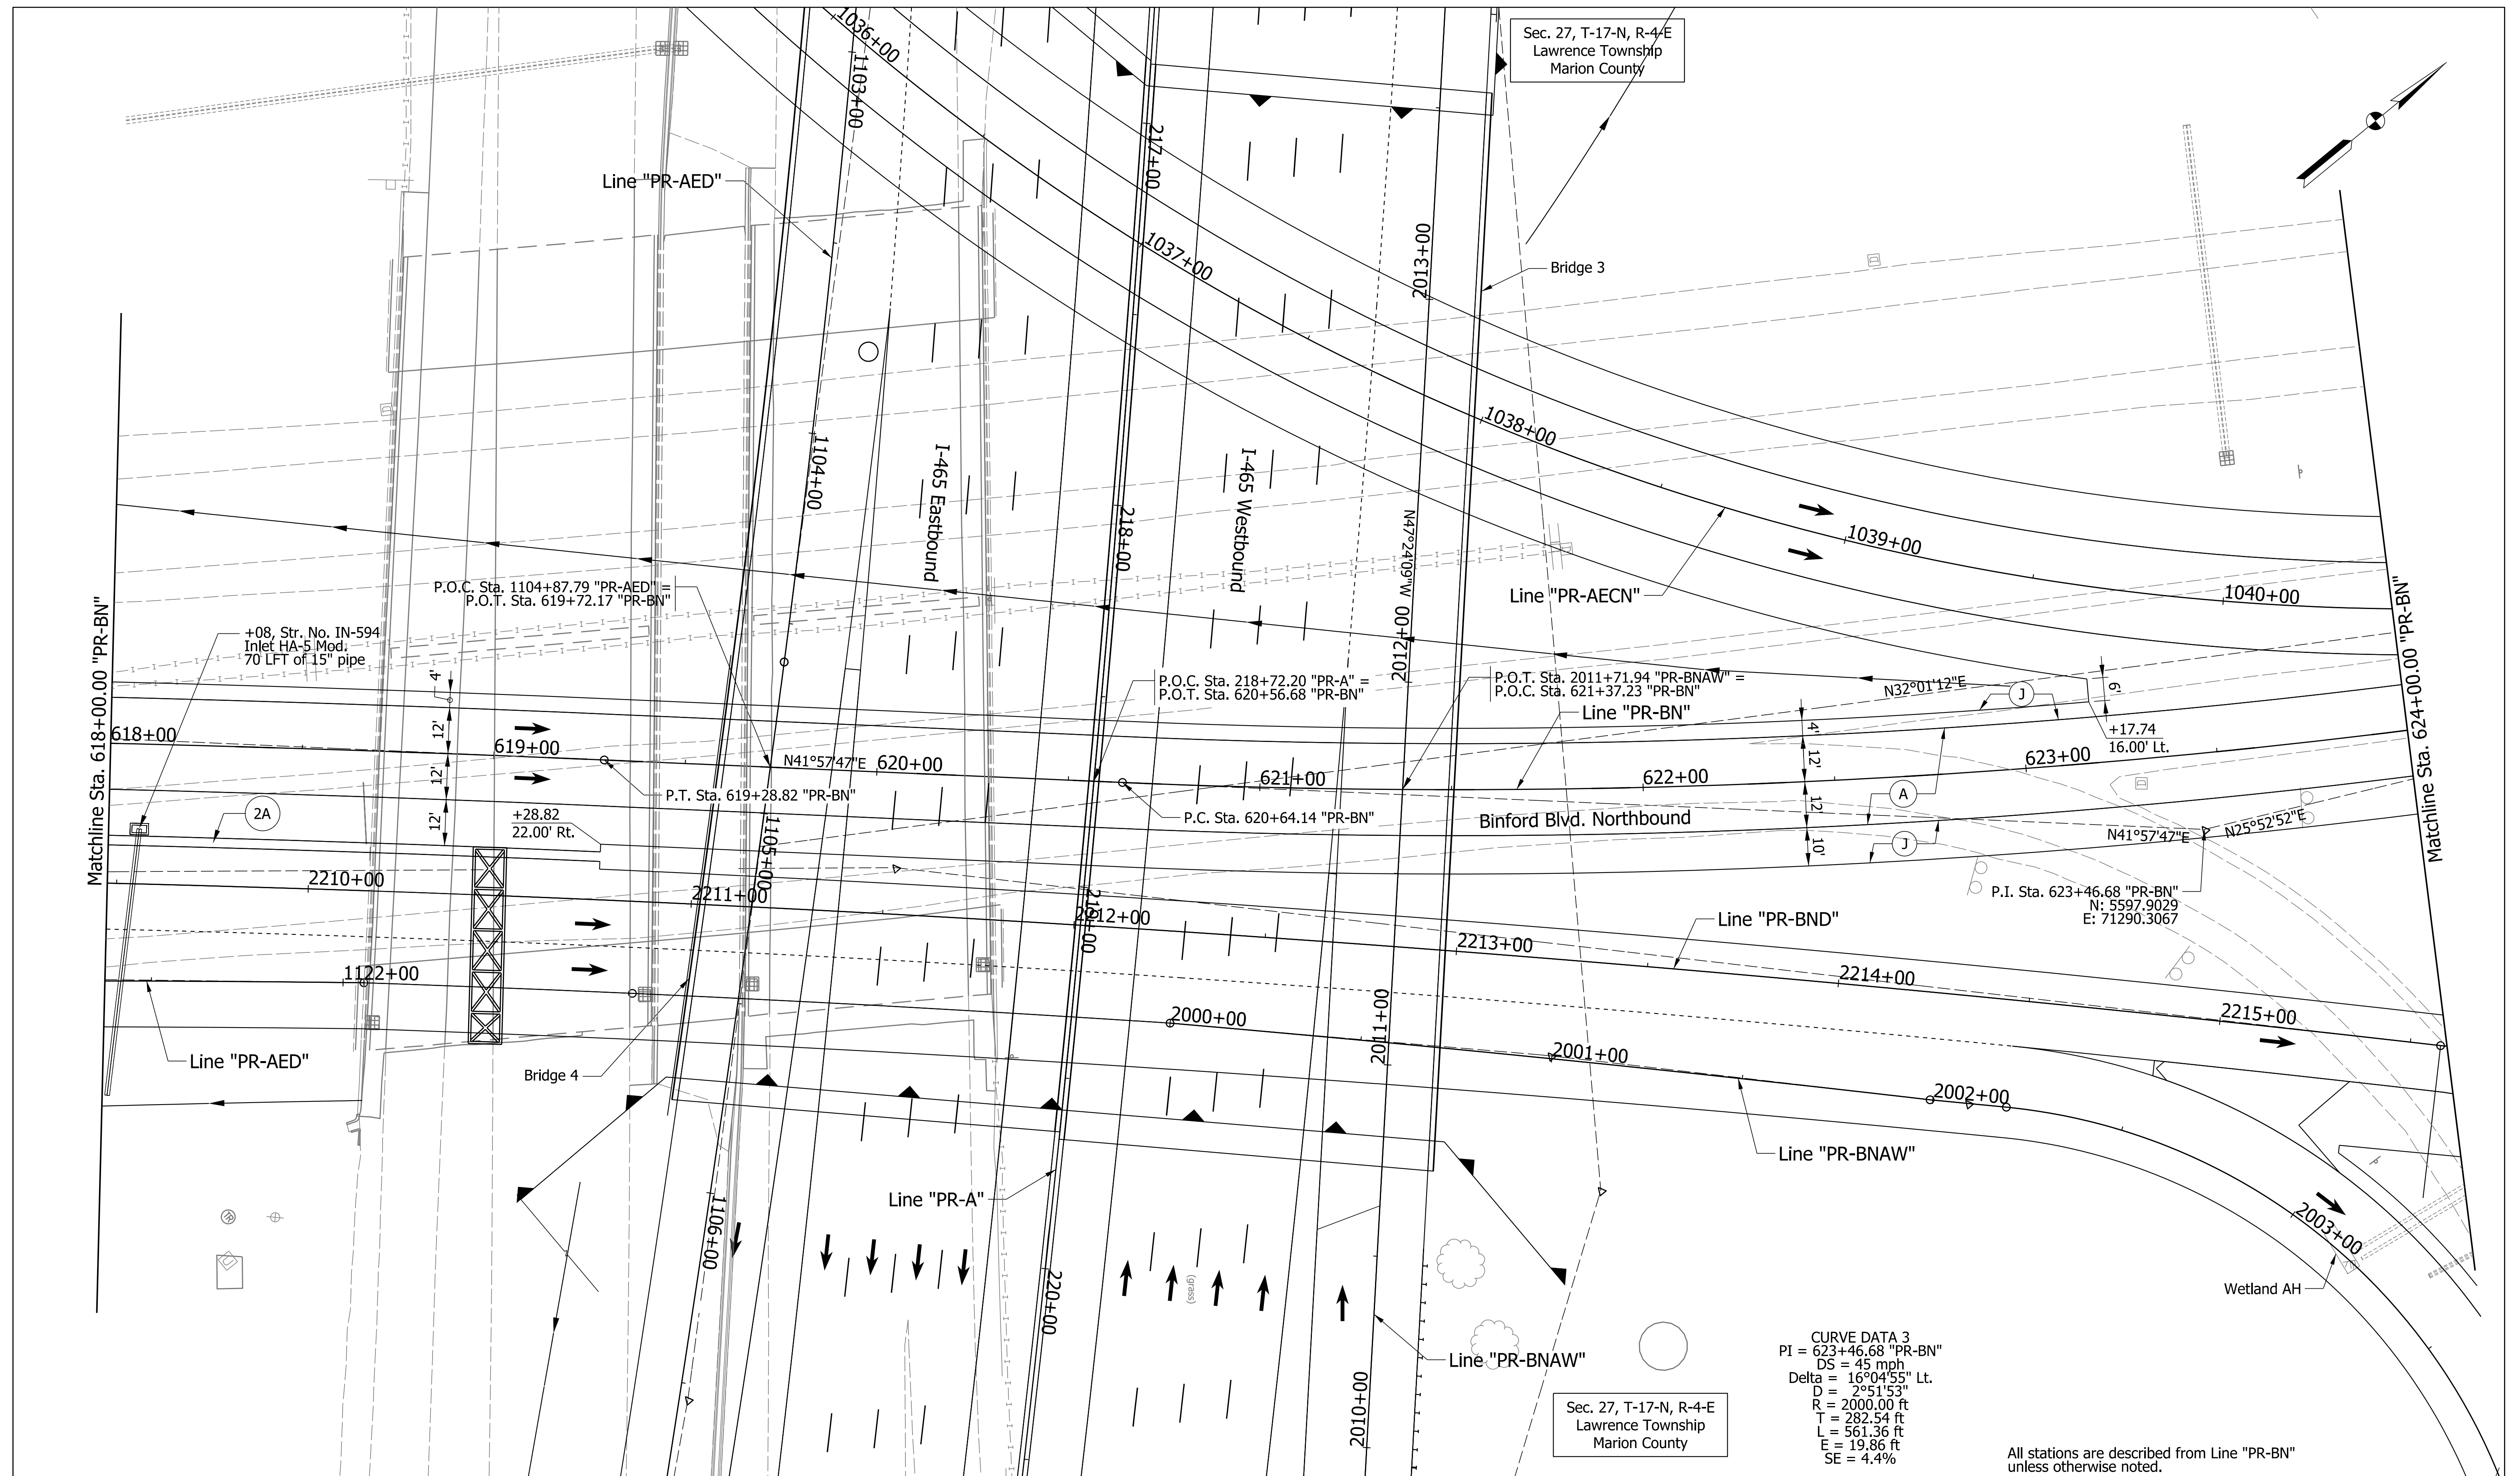 Sec. 27, T-17-N, R-4-E
Lawrence Township
Marion County
1036+00
1103+00
217+00
Line "PR-AED"
1037+00
2013+00
Bridge 3
1038+00
1104+00
I-465 Eastbound
I-465 Westbound
218+00
N47°24'09"W
1039+00
Line "PR-AECN"
1040+00
P.O.C. Sta. 1104+87.79 "PR-AED" =
P.O.T. Sta. 619+72.17 "PR-BN"
Matchline Sta. 618+00.00 "PR-BN"
Matchline Sta. 624+00.00 "PR-BN"
+08, Str. No. IN-594
Inlet HA-5 Mod.
70 LFT of 15" pipe
4'
12'
12'
12'
2012+00
P.O.C. Sta. 218+72.20 "PR-A" =
P.O.T. Sta. 620+56.68 "PR-BN"
P.O.T. Sta. 2011+71.94 "PR-BNAW" =
P.O.C. Sta. 621+37.23 "PR-BN"
N32°01'12"E
J
6'
Line "PR-BN"
+17.74
16.00' Lt.
618+00
619+00
N41°57'47"E
620+00
621+00
622+00
623+00
4'
12'
12'
10'
P.T. Sta. 619+28.82 "PR-BN"
P.C. Sta. 620+64.14 "PR-BN"
A
2A
+28.82
22.00' Rt.
Binford Blvd. Northbound
J
N41°57'47"E
N25°52'52"E
1105+00
P.I. Sta. 623+46.68 "PR-BN"
N: 5597.9029
E: 71290.3067
2210+00
2211+00
2212+00
219+00
Line "PR-BND"
2213+00
2214+00
2215+00
1122+00
2000+00
2011+00
2001+00
2002+00
Line "PR-AED"
Bridge 4
Line "PR-BNAW"
Line "PR-A"
1106+00
2003+00
TR
(grass)
220+00
Wetland AH
Line "PR-BNAW"
2010+00
Sec. 27, T-17-N, R-4-E
Lawrence Township
Marion County
CURVE DATA 3
PI = 623+46.68 "PR-BN"
DS = 45 mph
Delta = 16°04'55" Lt.
D = 2°51'53"
R = 2000.00 ft
T = 282.54 ft
L = 561.36 ft
E = 19.86 ft
SE = 4.4%
All stations are described from Line "PR-BN"
unless otherwise noted.